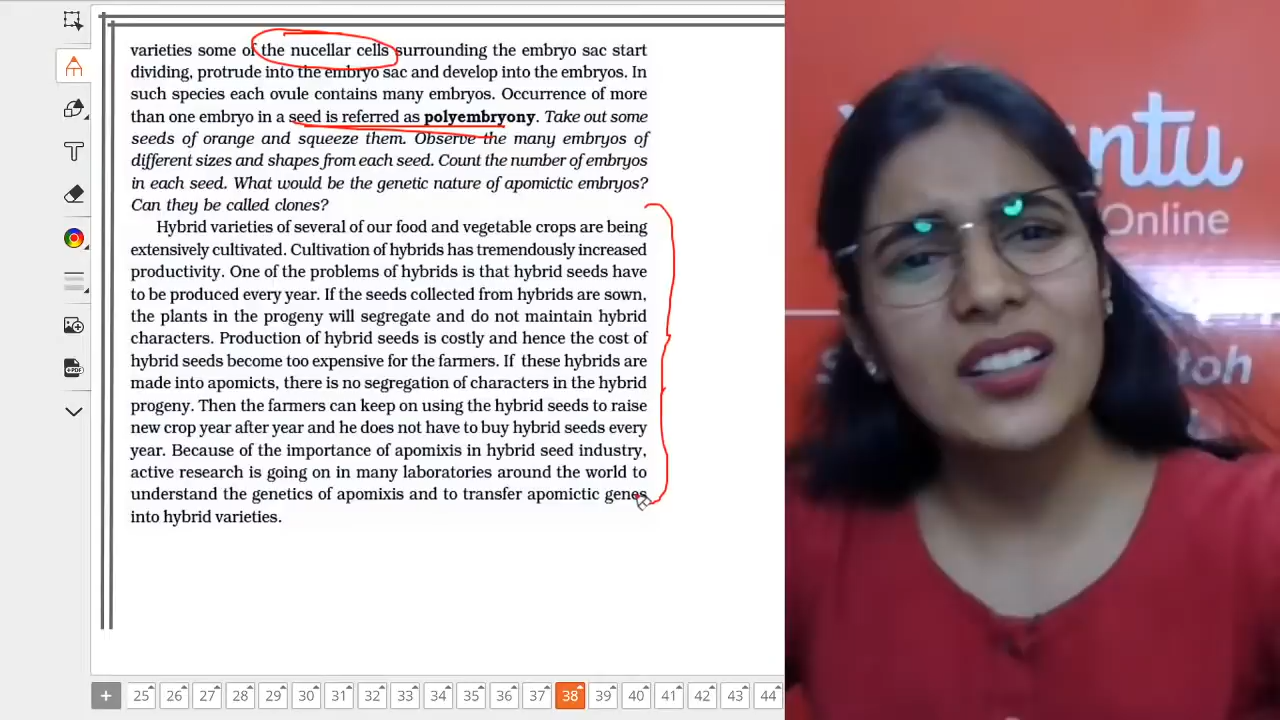 varieties some of the nucellar cells surrounding the embryo sac start
dividing, protrude into the embryo sac and develop into the embryos. In
such species each ovule contains many embryos. Occurrence of more
than one embryo in a seed is referred as polyembryony. Take out some
seeds of orange and squeeze them. Observe the many embryos of
different sizes and shapes from each seed. Count the number of embryos
in each seed. What would be the genetic nature of apomictic embryos?
Can they be called clones?
Hybrid varieties of several of our food and vegetable crops are being
extensively cultivated. Cultivation of hybrids has tremendously increased
productivity. One of the problems of hybrids is that hybrid seeds have
to be produced every year. If the seeds collected from hybrids are sown,
the plants in the progeny will segregate and do not maintain hybrid
characters. Production of hybrid seeds is costly and hence the cost of
hybrid seeds become too expensive for the farmers. If these hybrids are
made into apomicts, there is no segregation of characters in the hybrid
progeny. Then the farmers can keep on using the hybrid seeds to raise
new crop year after year and he does not have to buy hybrid seeds every
year. Because of the importance of apomixis in hybrid seed industry,
active research is going on in many laboratories around the world to
understand the genetics of apomixis and to transfer apomictic genes
into hybrid varieties.
25 26 27 28 29 30 31 32 33 34 35 36 37 38 39 40 41 42 43 44
ntu
Online